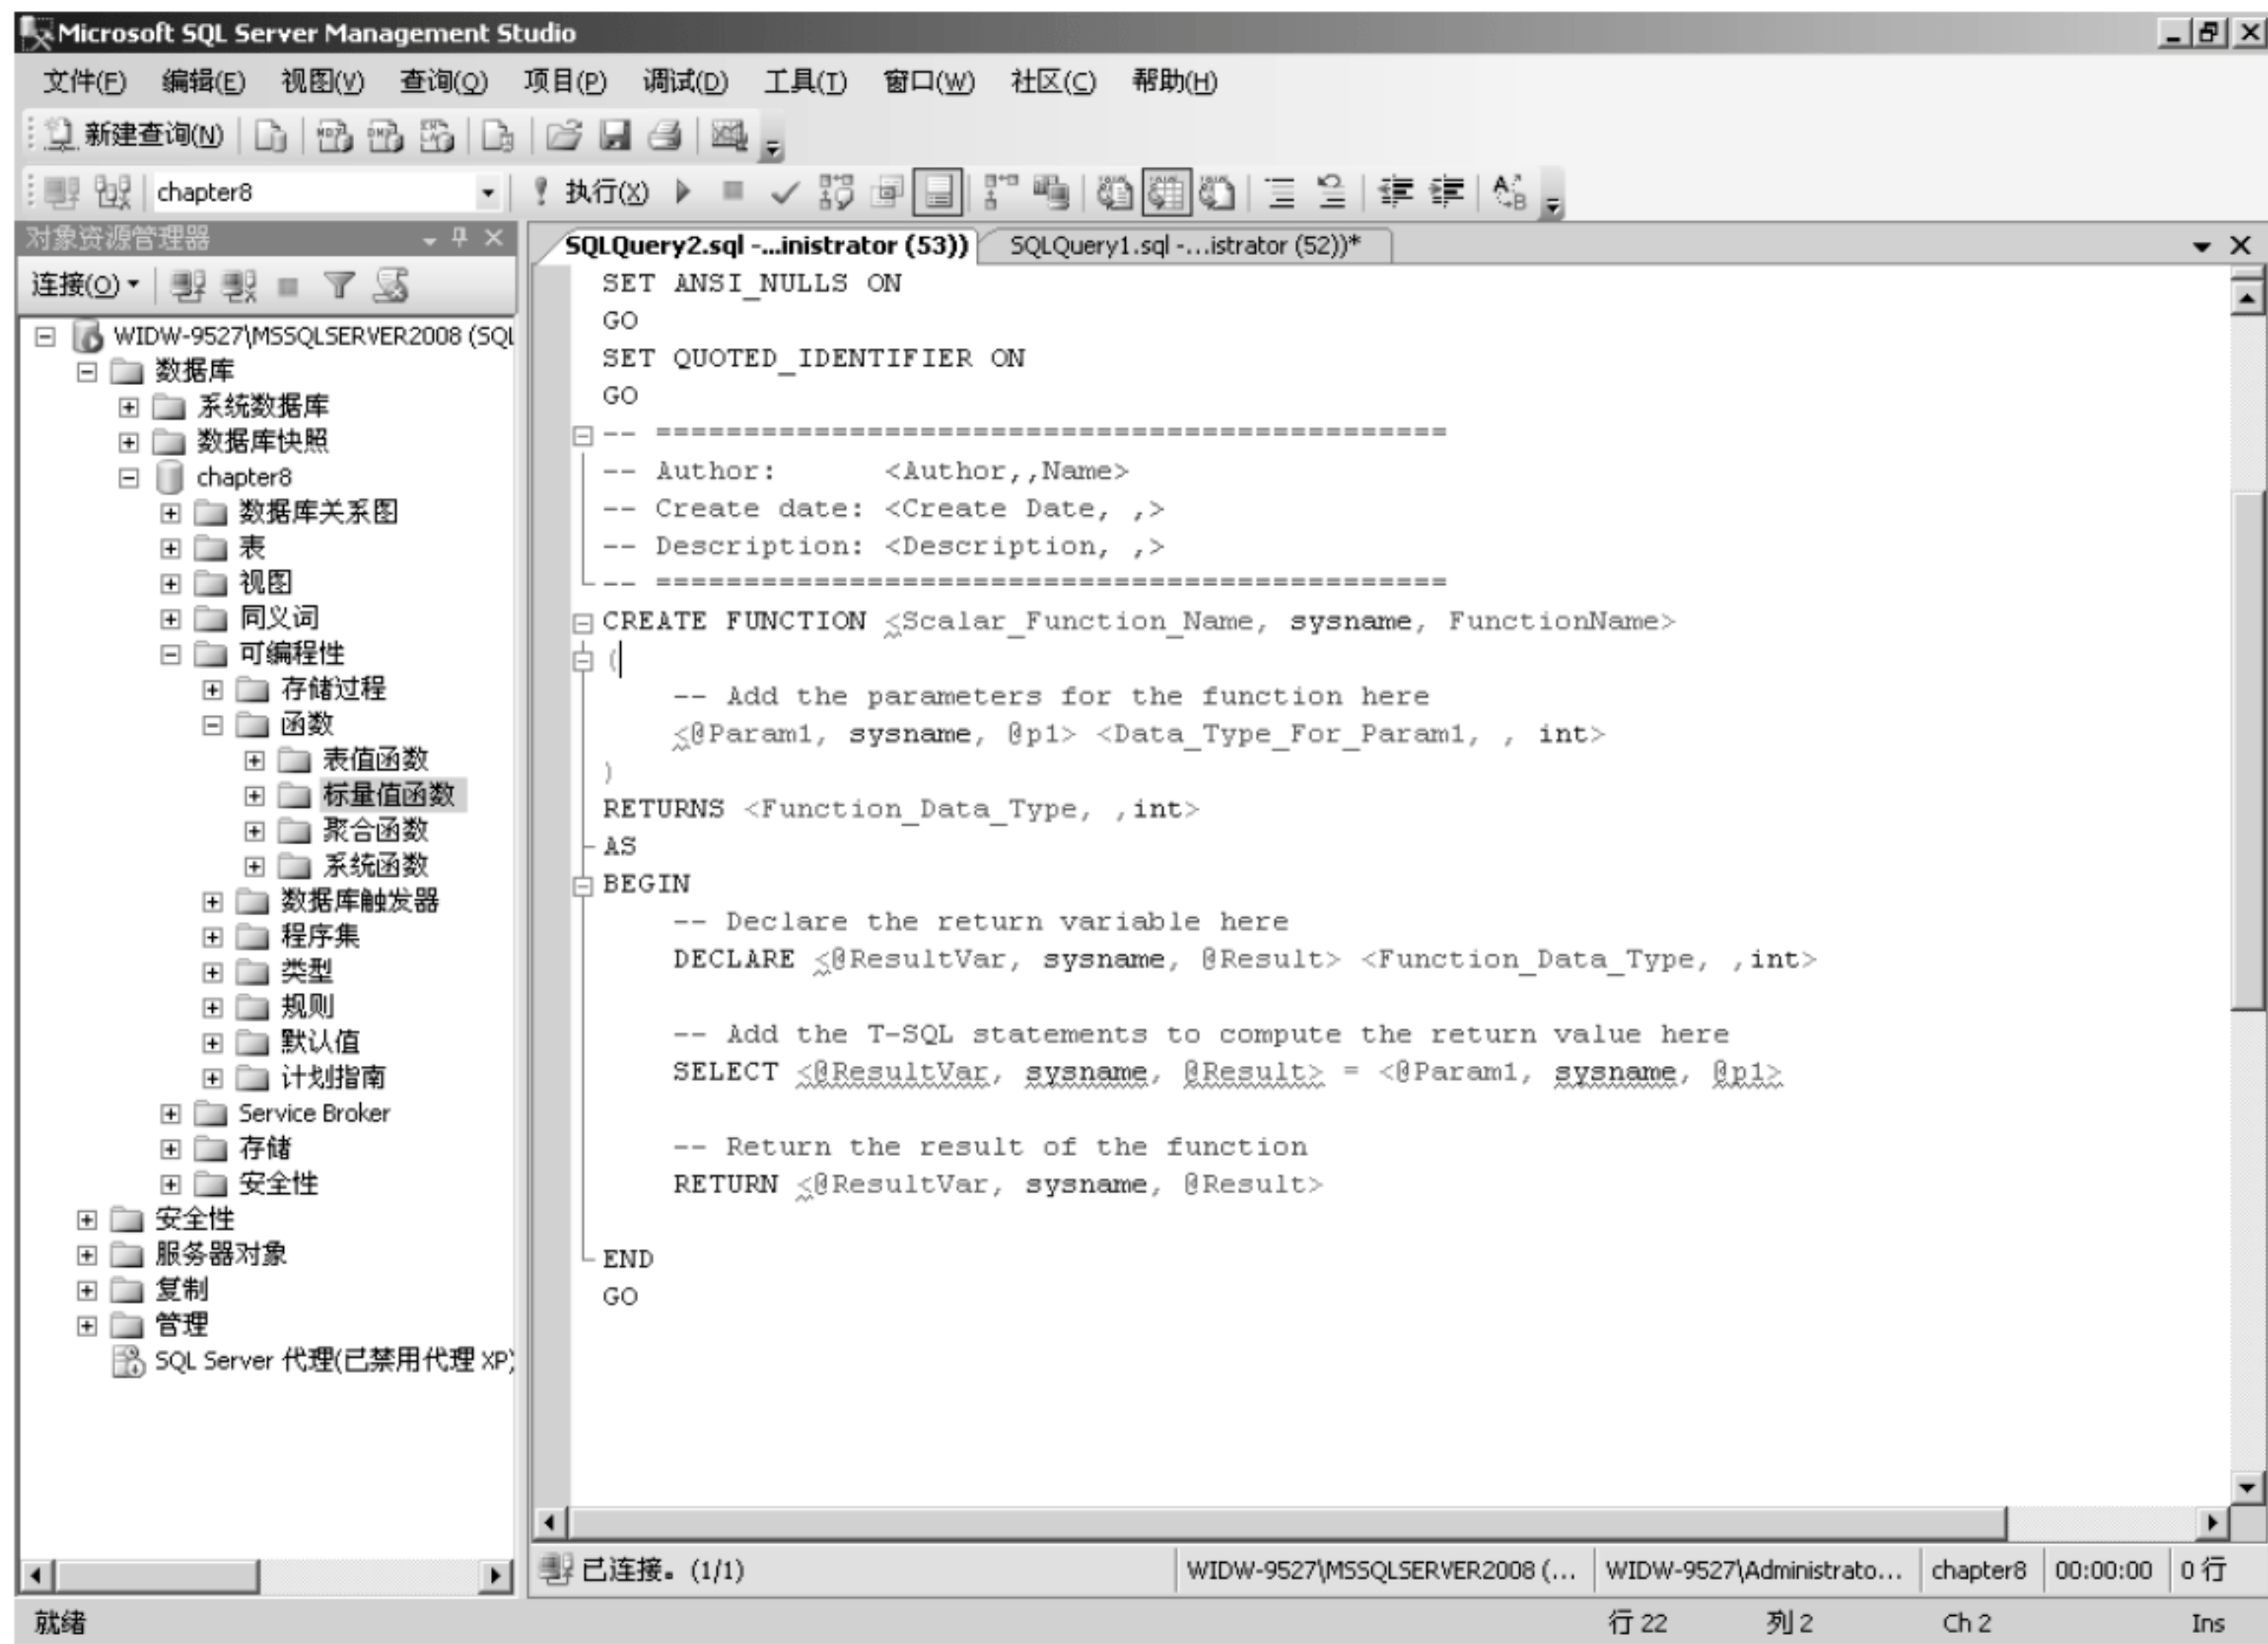 Microsoft SQL Server Management Studio
文件(F) 编辑(E) 视图(V) 查询(Q) 项目(P) 调试(D) 工具(T) 窗口(W) 社区(C) 帮助(H)
新建查询(N)
chapter8 执行(X)
对象资源管理器
连接(O)
WIDW-9527\MSSQLSERVER2008 (SQL
数据库
系统数据库
数据库快照
chapter8
数据库关系图
表
视图
同义词
可编程性
存储过程
函数
表值函数
标量值函数
聚合函数
系统函数
数据库触发器
程序集
类型
规则
默认值
计划指南
Service Broker
存储
安全性
安全性
服务器对象
复制
管理
SQL Server 代理(已禁用代理 XP)
SQLQuery2.sql -...inistrator (53)) SQLQuery1.sql -...istrator (52))*
SET ANSI_NULLS ON
GO
SET QUOTED_IDENTIFIER ON
GO
-- =============================================
-- Author:      <Author,,Name>
-- Create date: <Create Date, ,>
-- Description: <Description, ,>
-- =============================================
CREATE FUNCTION <Scalar_Function_Name, sysname, FunctionName>
(
-- Add the parameters for the function here
<@Param1, sysname, @p1> <Data_Type_For_Param1, , int>
)
RETURNS <Function_Data_Type, ,int>
AS
BEGIN
-- Declare the return variable here
DECLARE <@ResultVar, sysname, @Result> <Function_Data_Type, ,int>
-- Add the T-SQL statements to compute the return value here
SELECT <@ResultVar, sysname, @Result> = <@Param1, sysname, @p1>
-- Return the result of the function
RETURN <@ResultVar, sysname, @Result>
END
GO
已连接。(1/1) WIDW-9527\MSSQLSERVER2008 (... WIDW-9527\Administrato... chapter8 00:00:00 0 行
就绪 行 22 列 2 Ch 2 Ins